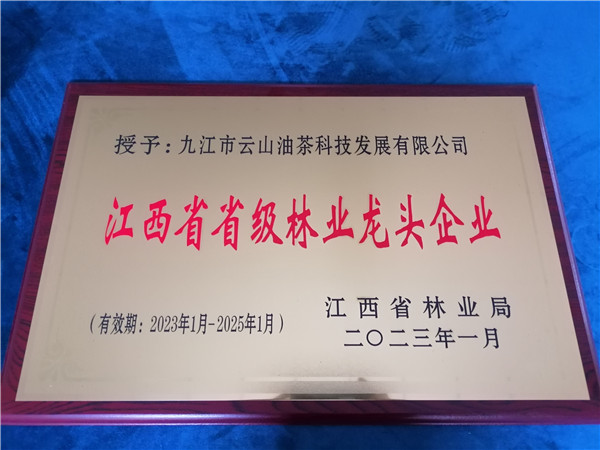 授予：九江市云山油茶科技发展有限公司
江西省省级林业龙头企业
江西省林业局
（有效期：2023年1月-2025年1月）
二〇二三年一月